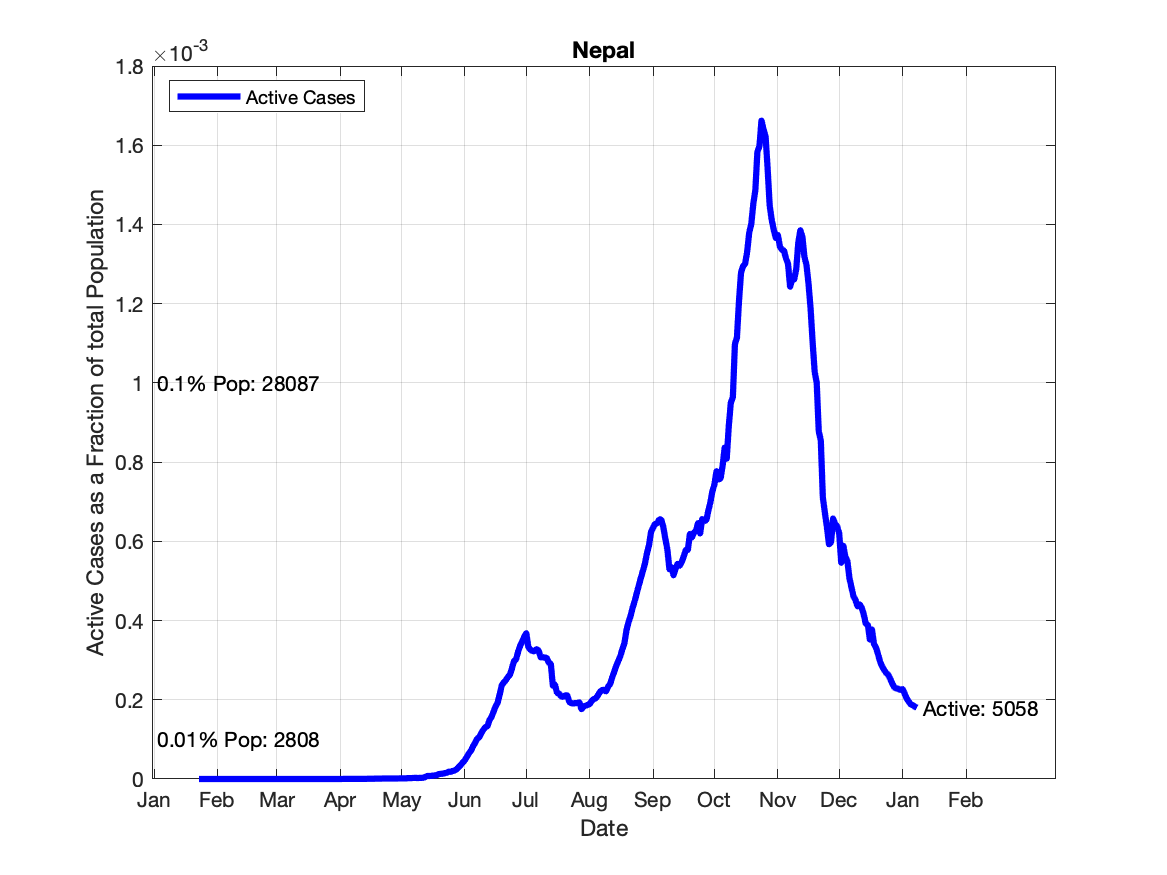 Nepal
×10-3
1.8
1.6
1.4
1.2
1
0.8
0.6
0.4
0.2
0
Active Cases as a Fraction of total Population
Active Cases
0.1% Pop: 28087
0.01% Pop: 2808
Active: 5058
Jan Feb Mar Apr May Jun Jul Aug Sep Oct Nov Dec Jan Feb
Date